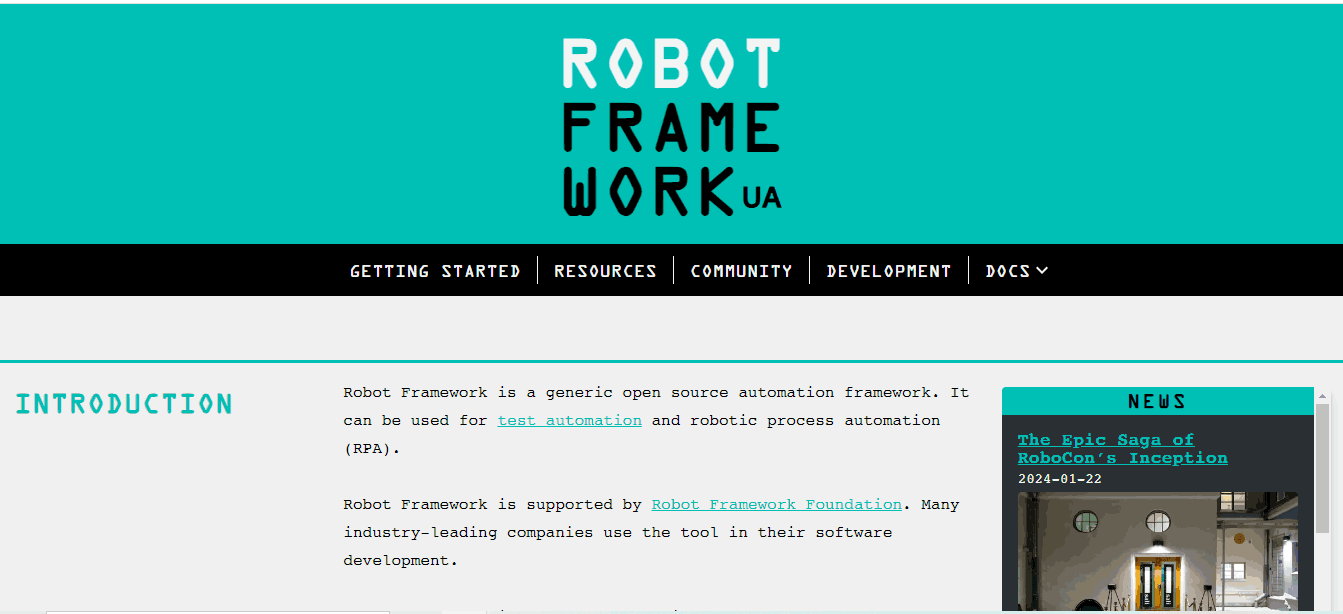 ROBOT
FRAME
WORK UA
GETTING STARTED
RESOURCES
COMMUNITY
DEVELOPMENT
DOCS
INTRODUCTION
Robot Framework is a generic open source automation framework. It
can be used for test automation and robotic process automation
(RPA).
Robot Framework is supported by Robot Framework Foundation. Many
industry-leading companies use the tool in their software
development.
NEWS
The Epic Saga of
RoboCon's Inception
2024-01-22